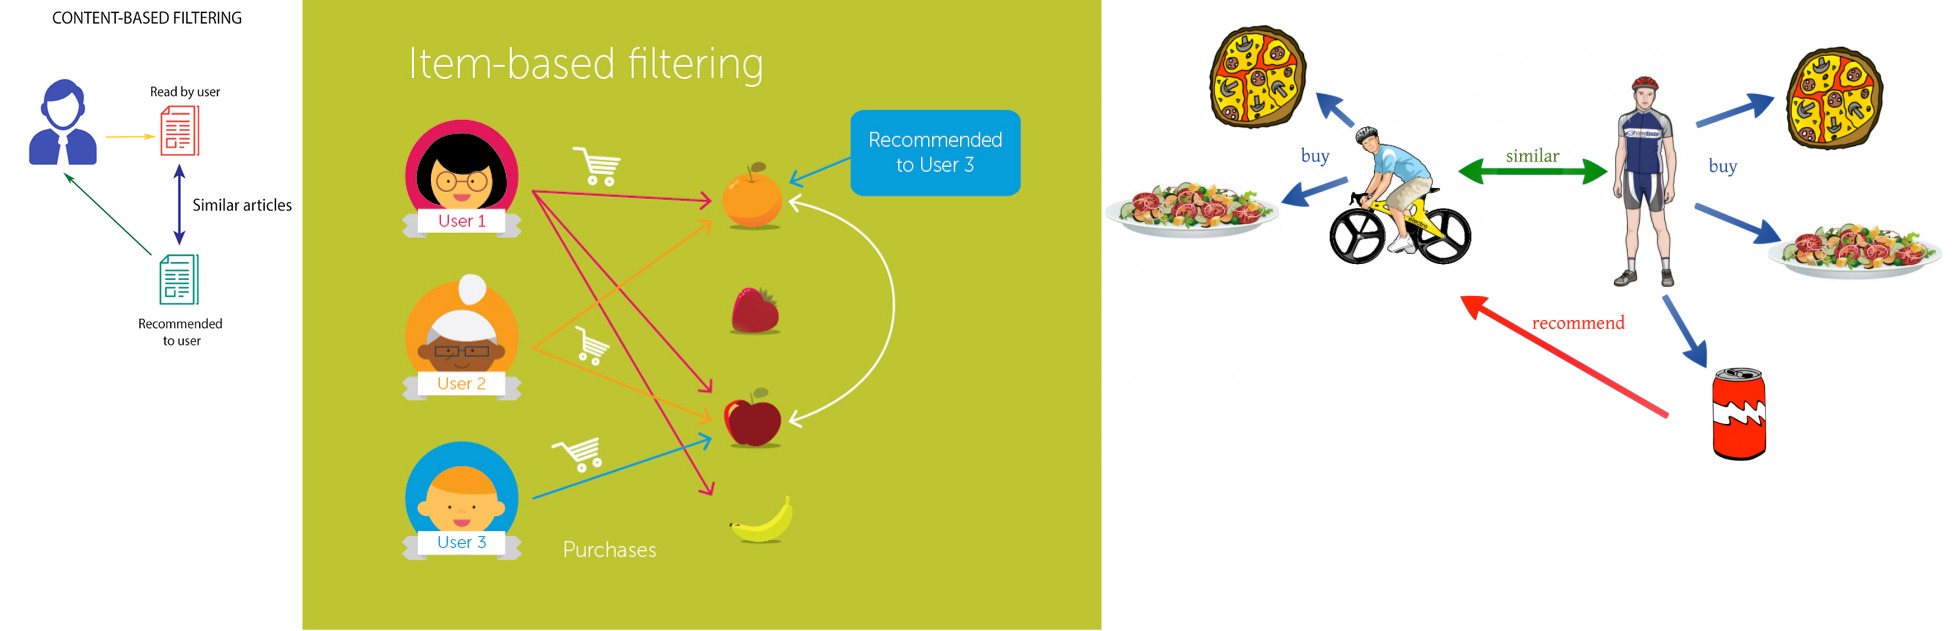 CONTENT-BASED FILTERING
Read by user
Similar articles
Recommended
to user
Item-based filtering
User 1
User 2
User 3
Purchases
Recommended
to User 3
buy
similar
buy
recommend